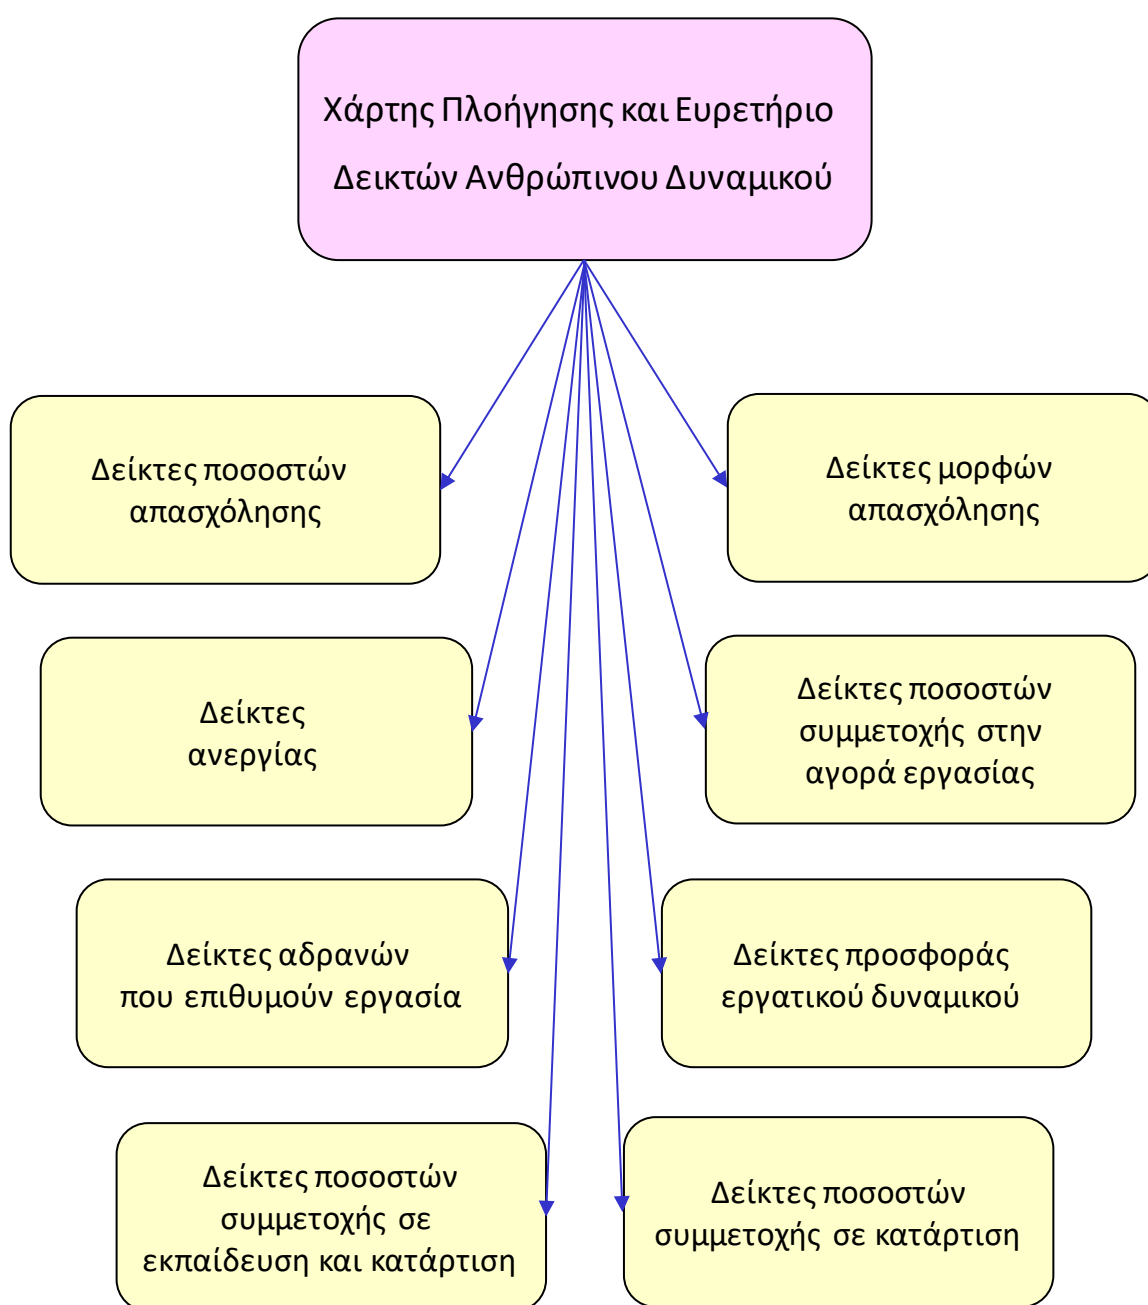 Χάρτης Πλοήγησης και Ευρετήριο
Δεικτών Ανθρώπινου Δυναμικού
Δείκτες ποσοστών
απασχόλησης
Δείκτες μορφών
απασχόλησης
Δείκτες
ανεργίας
Δείκτες ποσοστών
συμμετοχής στην
αγορά εργασίας
Δείκτες αδρανών
που επιθυμούν εργασία
Δείκτες προσφοράς
εργατικού δυναμικού
Δείκτες ποσοστών
συμμετοχής σε
εκπαίδευση και κατάρτιση
Δείκτες ποσοστών
συμμετοχής σε κατάρτιση